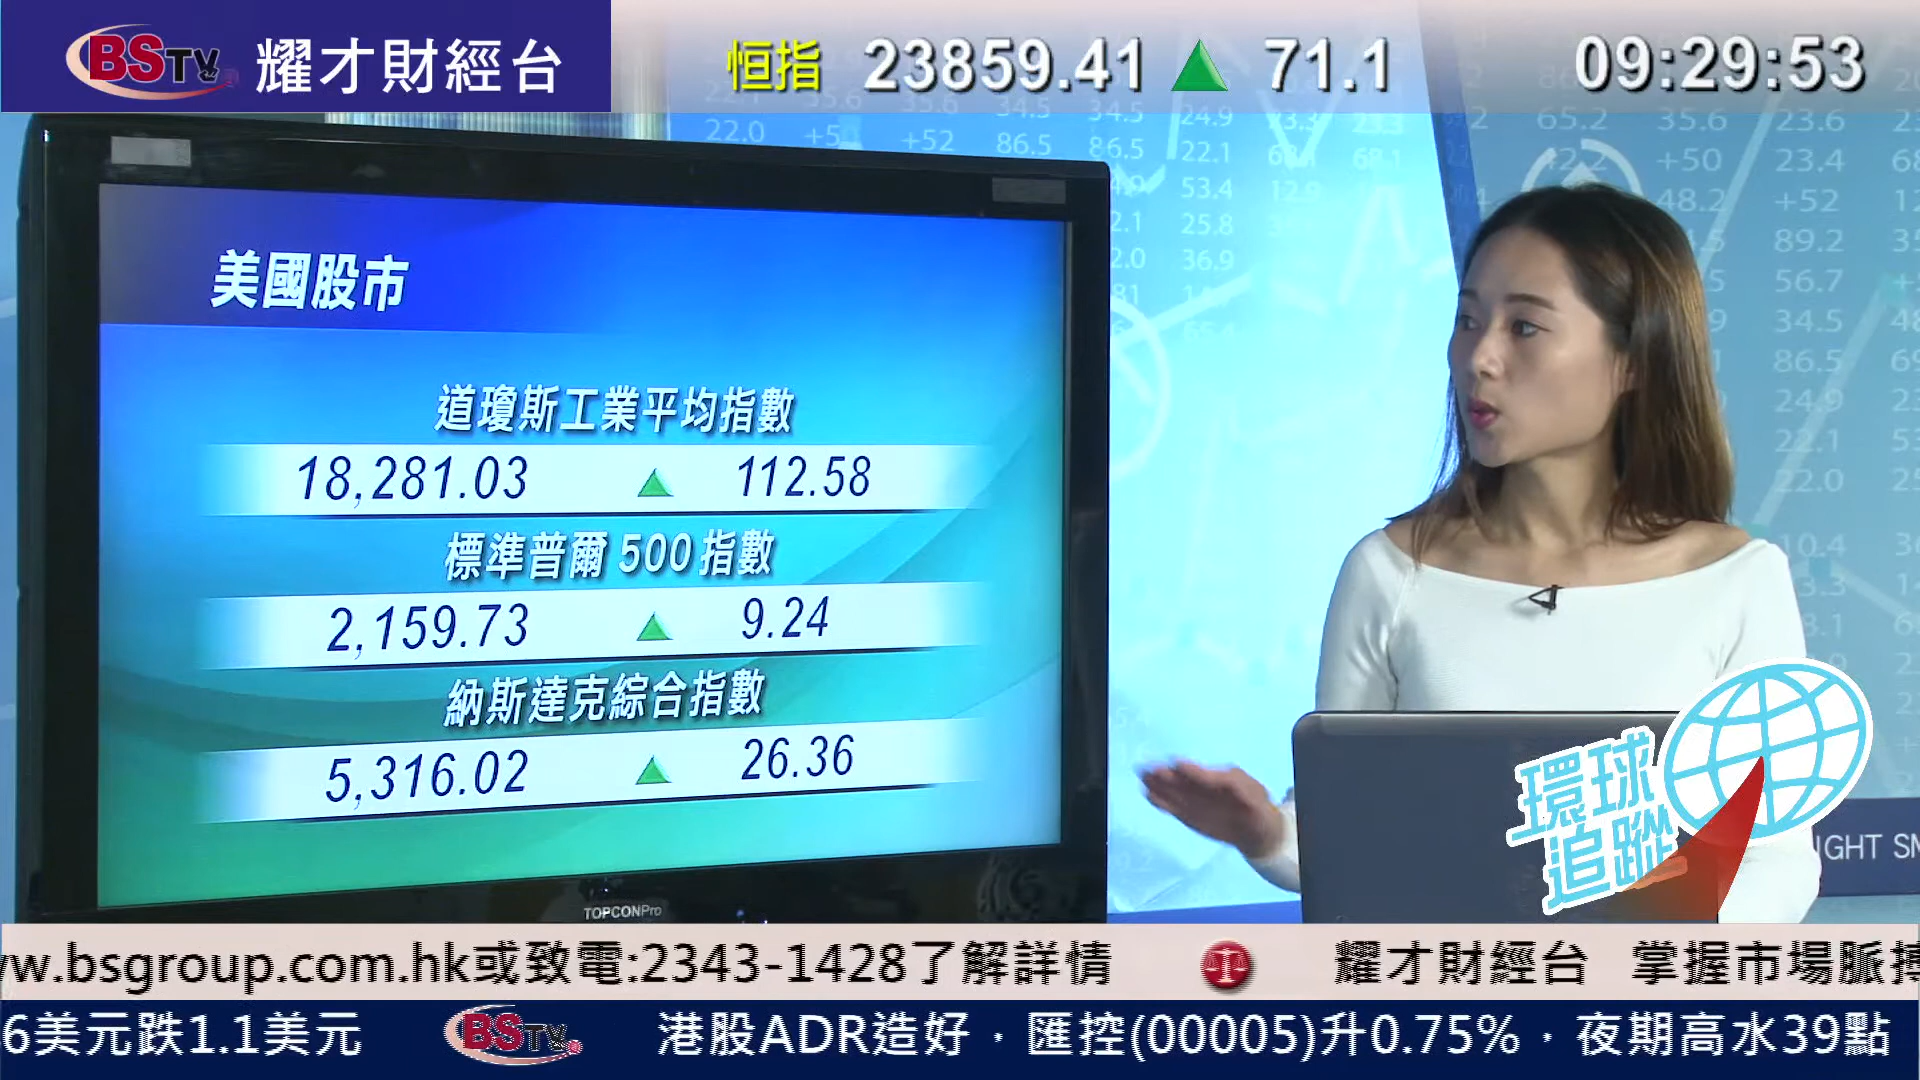 BSTV 耀才財經台
恒指 23859.41 ▲ 71.1
09:29:53
美國股市
道瓊斯工業平均指數
18,281.03 ▲ 112.58
標準普爾 500 指數
2,159.73 ▲ 9.24
納斯達克綜合指數
5,316.02 ▲ 26.36
TOPCONPro
環球
追蹤
IGHT SM
w.bsgroup.com.hk或致電:2343-1428了解詳情 耀才財經台 掌握市場脈搏
6美元跌1.1美元 BSTV 港股ADR造好，匯控(00005)升0.75%，夜期高水39點